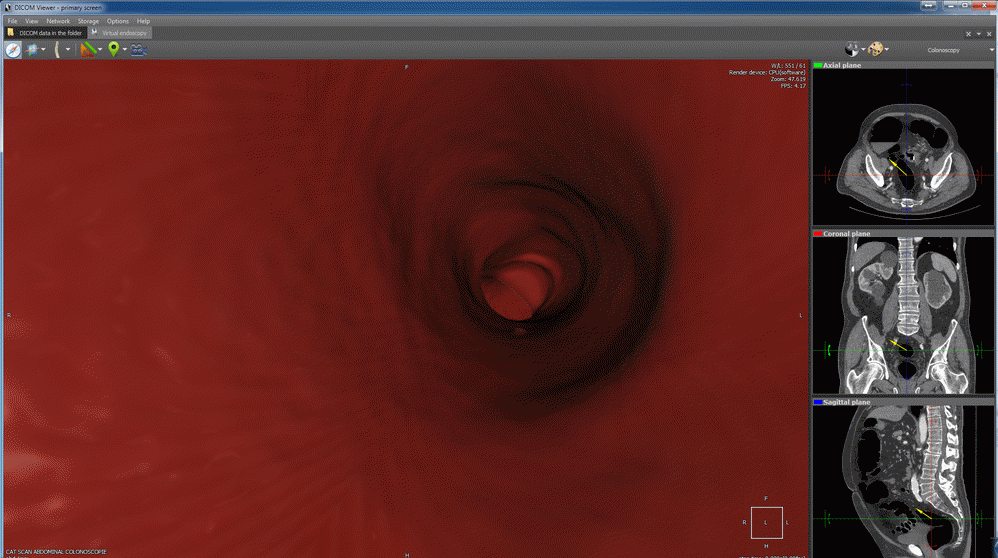 DICOM Viewer - primary screen
File View Network Storage Options Help
DICOM data in the folder Virtual endoscopy
Colonoscopy
F
W/L: 551 / 61
Render device: CPU(software)
Zoom: 47.619
FPS: 4.17
Axial plane
Coronal plane
R
L
Sagittal plane
F
R L L
H
CAT SCAN ABDOMINAL COLONOSCOPIE
H